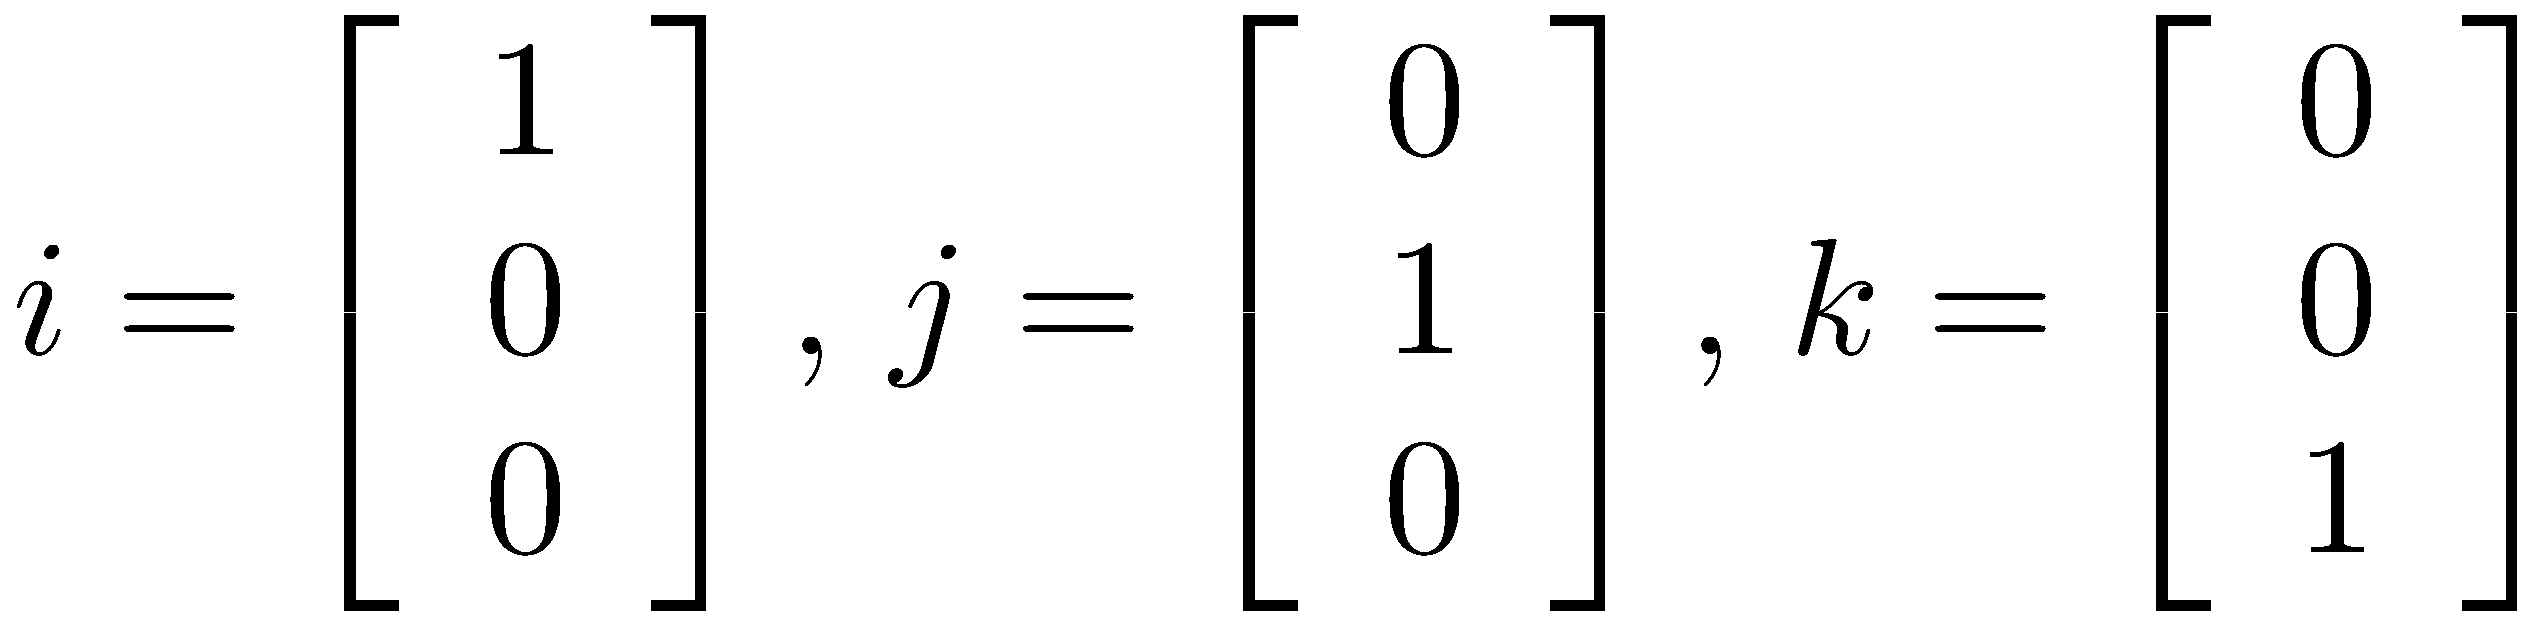 i = [ 1 0 0 ] , j = [ 0 1 0 ] , k = [ 0 0 1 ]